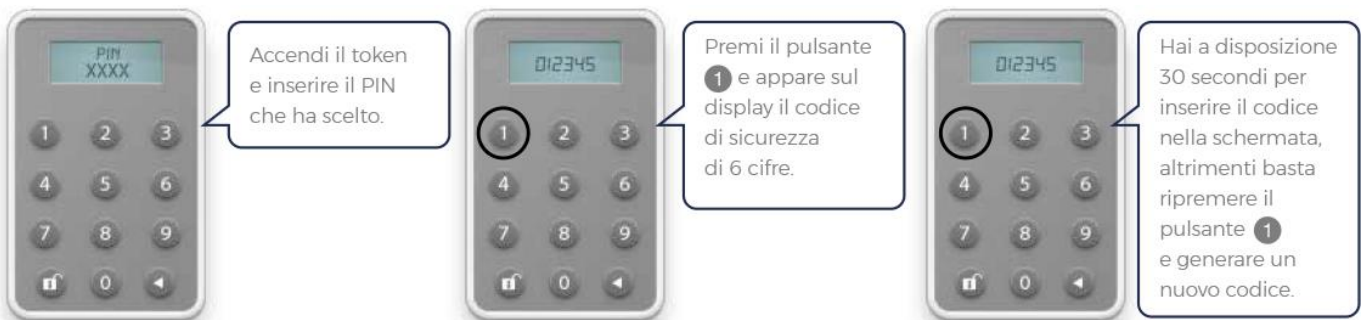 PIN
XXXX
1 2 3
4 5 6
7 8 9
0
Accendi il token
e inserire il PIN
che ha scelto.
012345
1 2 3
4 5 6
7 8 9
0
Premi il pulsante
1 e appare sul
display il codice
di sicurezza
di 6 cifre.
012345
1 2 3
4 5 6
7 8 9
0
Hai a disposizione
30 secondi per
inserire il codice
nella schermata,
altrimenti basta
ripremere il
pulsante 1
e generare un
nuovo codice.